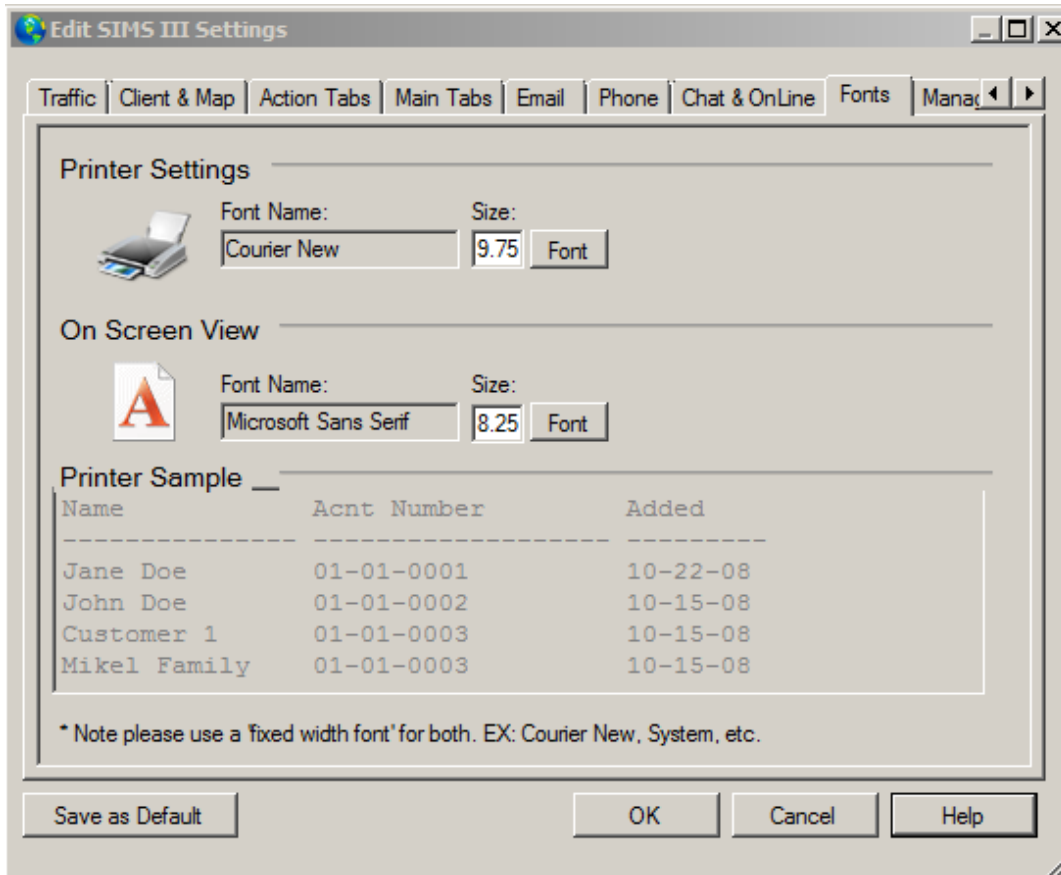 Edit SIMS III Settings
Traffic Client & Map Action Tabs Main Tabs Email Phone Chat & OnLine Fonts Manag
Printer Settings
Font Name: Size:
Courier New 9.75 Font
On Screen View
Font Name: Size:
A Microsoft Sans Serif 8.25 Font
Printer Sample __
Name Acnt Number Added
--------------- ------------------- ---------
Jane Doe 01-01-0001 10-22-08
John Doe 01-01-0002 10-15-08
Customer 1 01-01-0003 10-15-08
Mikel Family 01-01-0003 10-15-08
* Note please use a 'fixed width font' for both. EX: Courier New, System, etc.
Save as Default OK Cancel Help